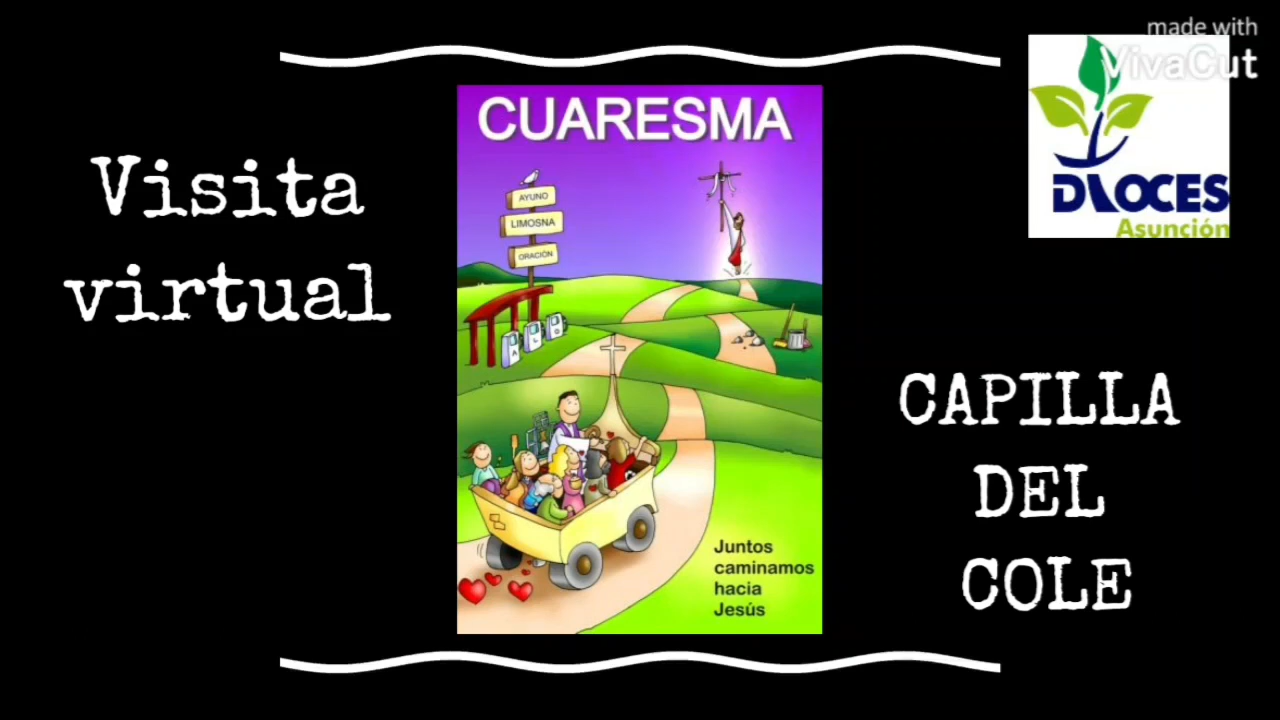 made with
VivaCut
DIOCES
Asunción
Visita
virtual
CUARESMA
AYUNO
LIMOSNA
ORACIÓN
A
L
O
Juntos
caminamos
hacia
Jesús
CAPILLA
DEL
COLE